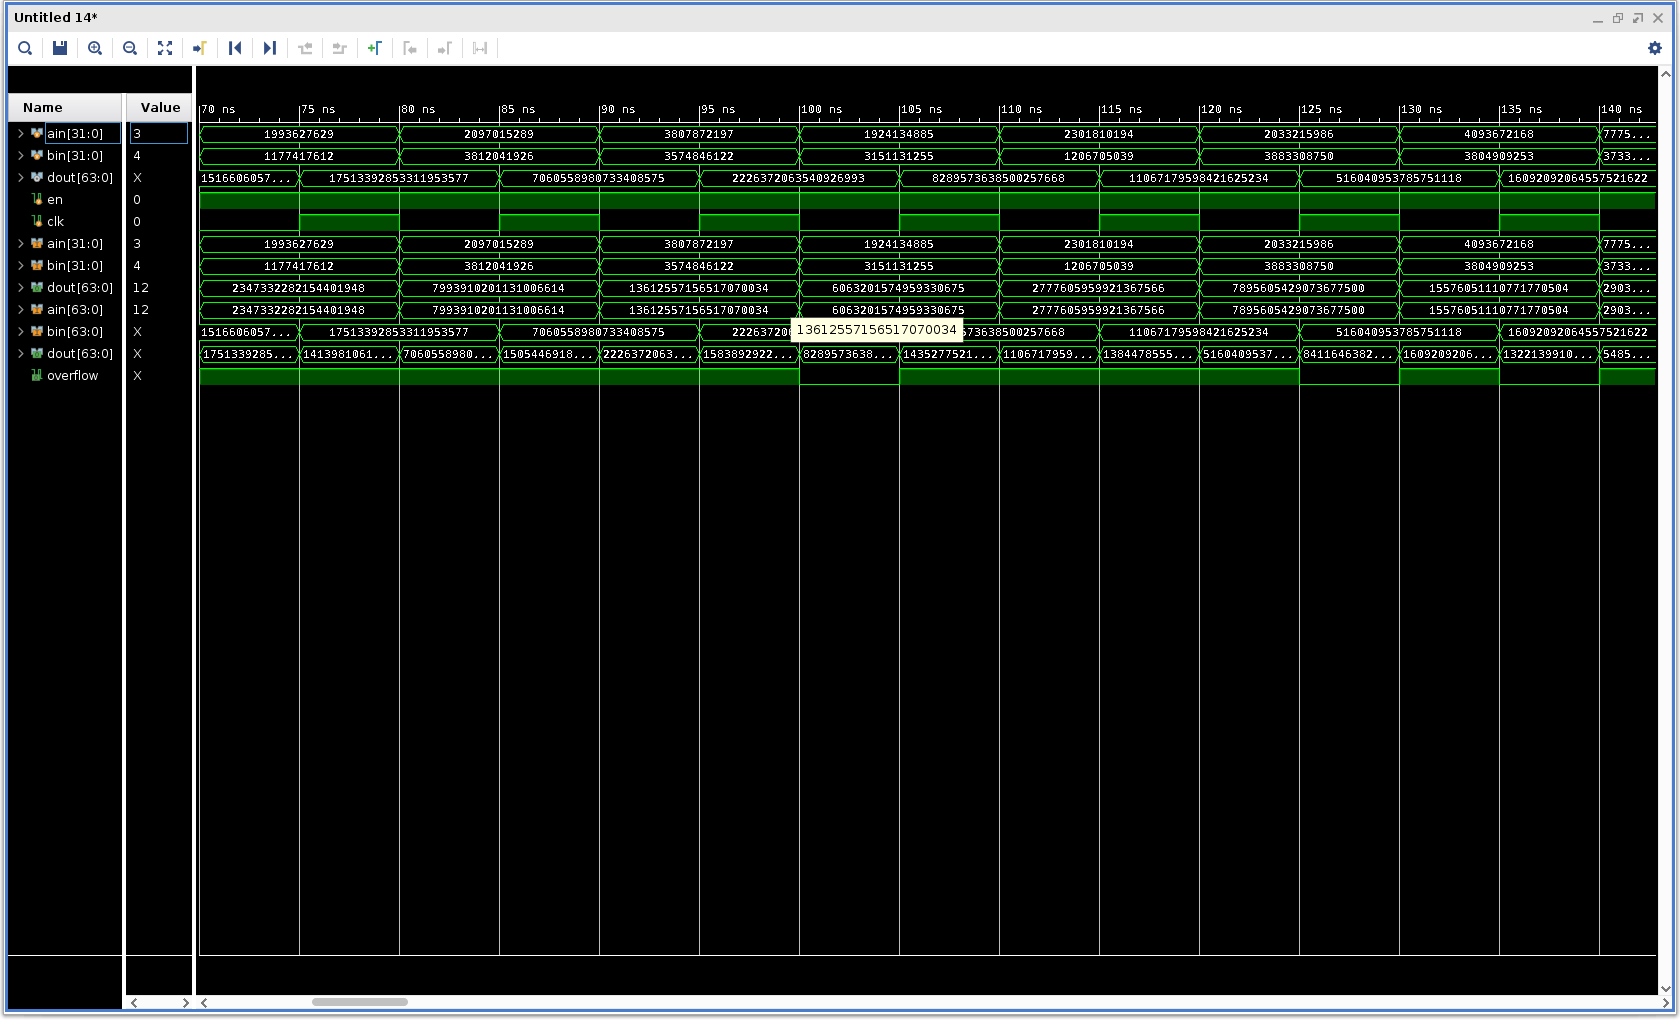 Untitled 14*
Name Value 70 ns 75 ns 80 ns 85 ns 90 ns 95 ns 100 ns 105 ns 110 ns 115 ns 120 ns 125 ns 130 ns 135 ns 140 ns
ain[31:0] 3 1993627629 2097015289 3807872197 1924134885 2301810194 2033215986 4093672168 7775...
bin[31:0] 4 1177417612 3812041926 3574846122 3151131255 1206705039 3883308750 3804909253 3733...
dout[63:0] X 1516606057... 17513392853311953577 7060558980733408575 2226372063540926993 8289573638500257668 11067179598421625234 5160409537857511​18 16092092064557521622
en 0
clk 0
ain[31:0] 3 1993627629 2097015289 3807872197 1924134885 2301810194 2033215986 4093672168 7775...
bin[31:0] 4 1177417612 3812041926 3574846122 3151131255 1206705039 3883308750 3804909253 3733...
dout[63:0] 12 2347332282154401948 7993910201131006614 13612557156517070034 6063201574959330675 2777605959921367566 7895605429073677500 15576051110771770504 2903...
ain[63:0] 12 2347332282154401948 7993910201131006614 13612557156517070034 6063201574959330675 2777605959921367566 7895605429073677500 15576051110771770504 2903...
bin[63:0] X 1516606057... 17513392853311953577 7060558980733408575 22263720 13612557156517070034 73638500257668 11067179598421625234 516040953785751118 16092092064557521622
dout[63:0] X 1751339285... 1413981061... 7060558980... 1505446918... 2226372063... 1583892922... 8289573638... 1435277521... 1106717959... 1384478555... 5160409537... 8411646382... 1609209206... 1322139910... 5485...
overflow X